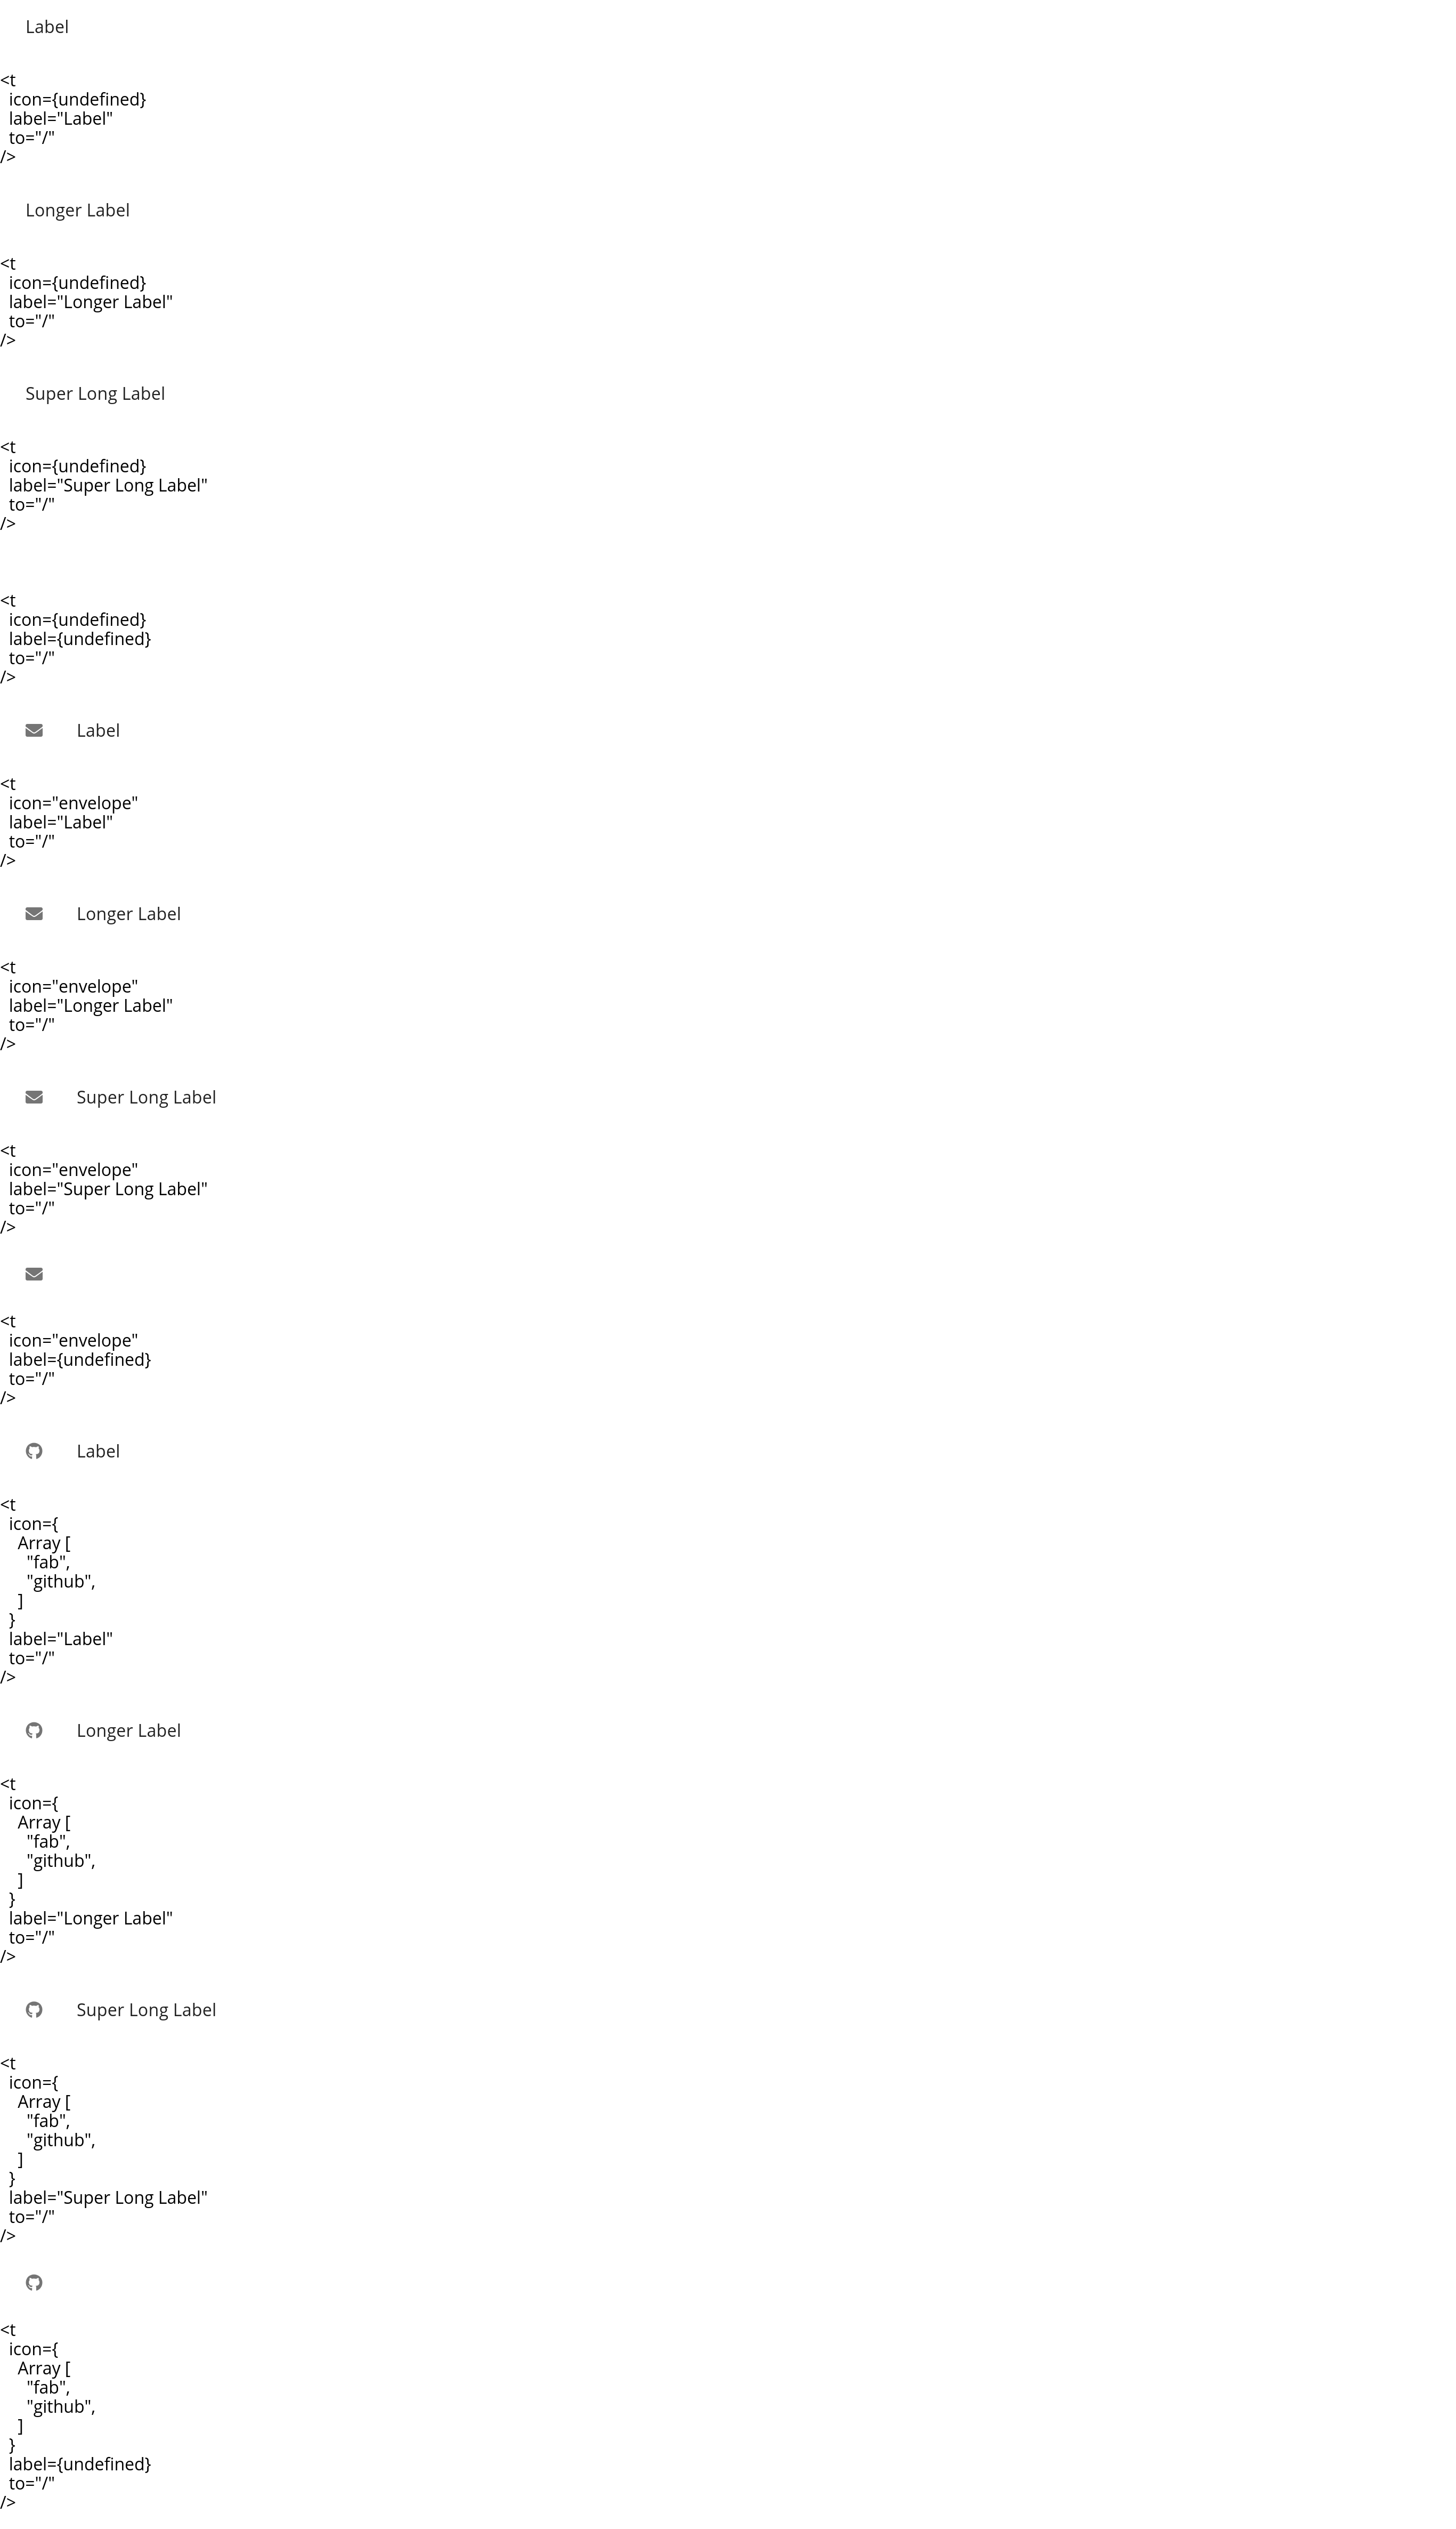 Label
<t
  icon={undefined}
  label="Label"
  to="/"
/>
Longer Label
<t
  icon={undefined}
  label="Longer Label"
  to="/"
/>
Super Long Label
<t
  icon={undefined}
  label="Super Long Label"
  to="/"
/>
<t
  icon={undefined}
  label={undefined}
  to="/"
/>
Label
<t
  icon="envelope"
  label="Label"
  to="/"
/>
Longer Label
<t
  icon="envelope"
  label="Longer Label"
  to="/"
/>
Super Long Label
<t
  icon="envelope"
  label="Super Long Label"
  to="/"
/>
<t
  icon="envelope"
  label={undefined}
  to="/"
/>
Label
<t
  icon={
    Array [
      "fab",
      "github",
    ]
  }
  label="Label"
  to="/"
/>
Longer Label
<t
  icon={
    Array [
      "fab",
      "github",
    ]
  }
  label="Longer Label"
  to="/"
/>
Super Long Label
<t
  icon={
    Array [
      "fab",
      "github",
    ]
  }
  label="Super Long Label"
  to="/"
/>
<t
  icon={
    Array [
      "fab",
      "github",
    ]
  }
  label={undefined}
  to="/"
/>